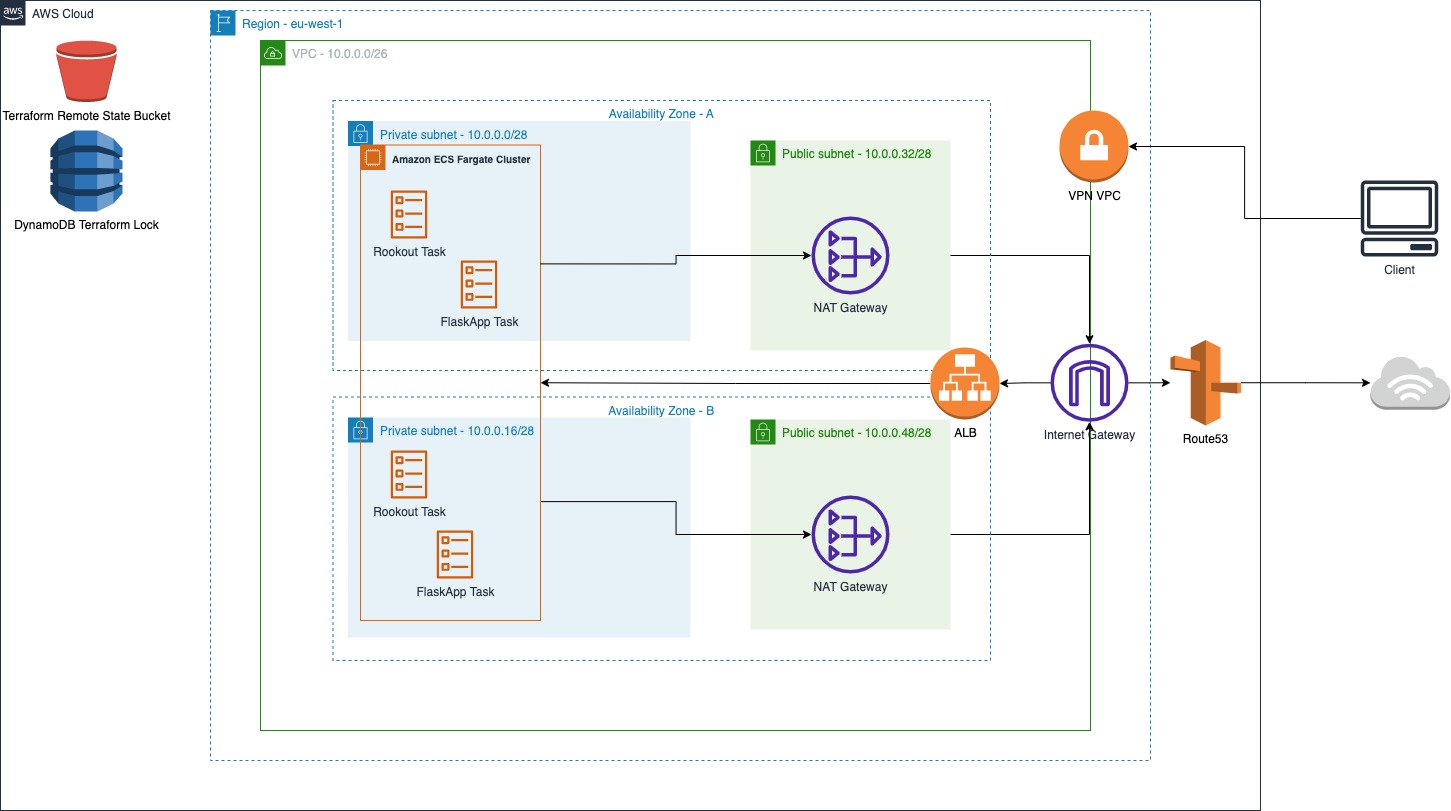 aws
AWS Cloud
Terraform Remote State Bucket
DynamoDB Terraform Lock
Region - eu-west-1
VPC - 10.0.0.0/26
Availability Zone - A
Private subnet - 10.0.0.0/28
Amazon ECS Fargate Cluster
Rookout Task
FlaskApp Task
Public subnet - 10.0.0.32/28
NAT Gateway
VPN VPC
Client
Availability Zone - B
Private subnet - 10.0.0.16/28
Rookout Task
FlaskApp Task
Public subnet - 10.0.0.48/28
NAT Gateway
ALB
Internet Gateway
Route53